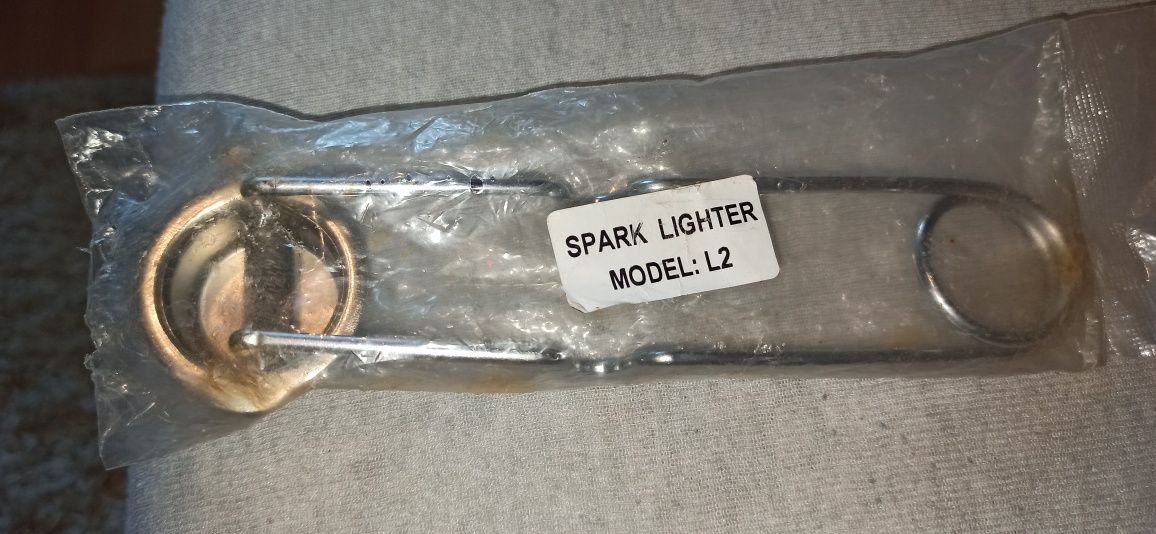 SPARK LIGHTER
MODEL: L2